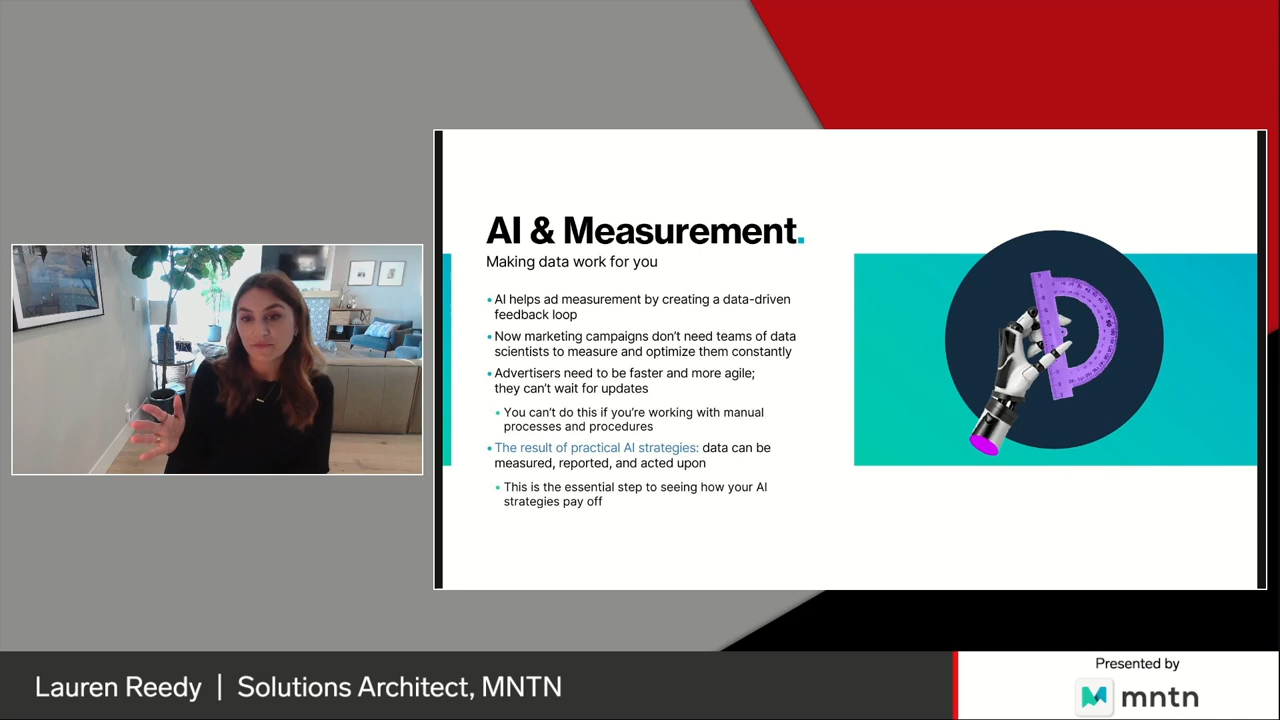 AI & Measurement.
Making data work for you
•AI helps ad measurement by creating a data-driven
feedback loop
•Now marketing campaigns don't need teams of data
scientists to measure and optimize them constantly
•Advertisers need to be faster and more agile;
they can't wait for updates
•You can't do this if you're working with manual
processes and procedures
•The result of practical AI strategies: data can be
measured, reported, and acted upon
•This is the essential step to seeing how your AI
strategies pay off
Lauren Reedy | Solutions Architect, MNTN
Presented by
mntn